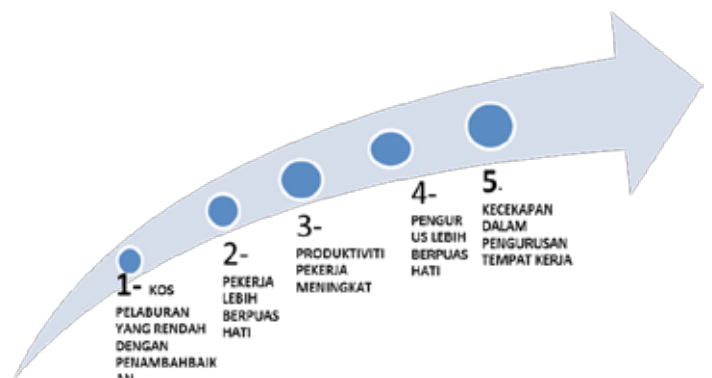 1- KOS
PELABURAN
YANG RENDAH
DENGAN
PENAMBAHBAIK
AN
2-
PEKERJA
LEBIH
BERPUAS
HATI
3-
PRODUKTIVITI
PEKERJA
MENINGKAT
4-
PENGUR
US LEBIH
BERPUAS
HATI
5.
KECEKAPAN
DALAM
PENGURUSAN
TEMPAT KERJA